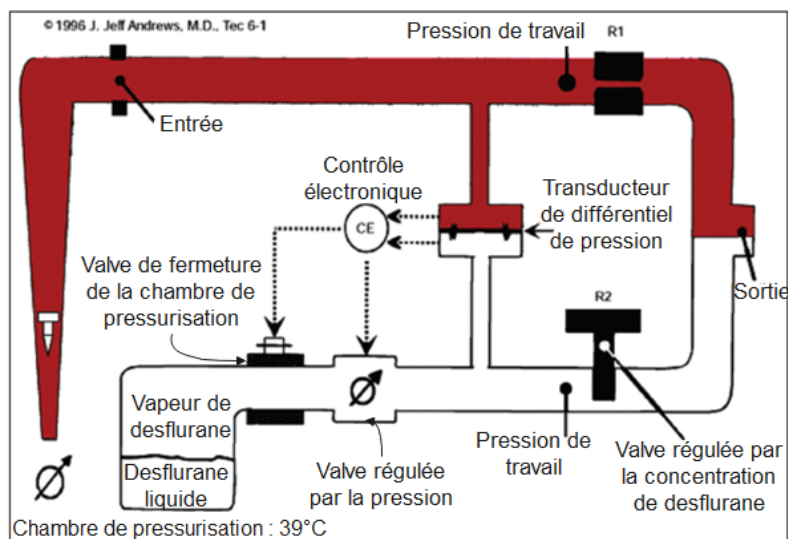 © 1996 J. Jeff Andrews, M.D., Tec 6-1
Pression de travail
R1
Entrée
Contrôle
électronique
CE
Transducteur
de différentiel
de pression
Valve de fermeture
de la chambre de
pressurisation
R2
Sortie
Vapeur de
desflurane
Desflurane
liquide
Valve régulée
par la pression
Pression de
travail
Valve régulée par
la concentration
de desflurane
Chambre de pressurisation : 39°C